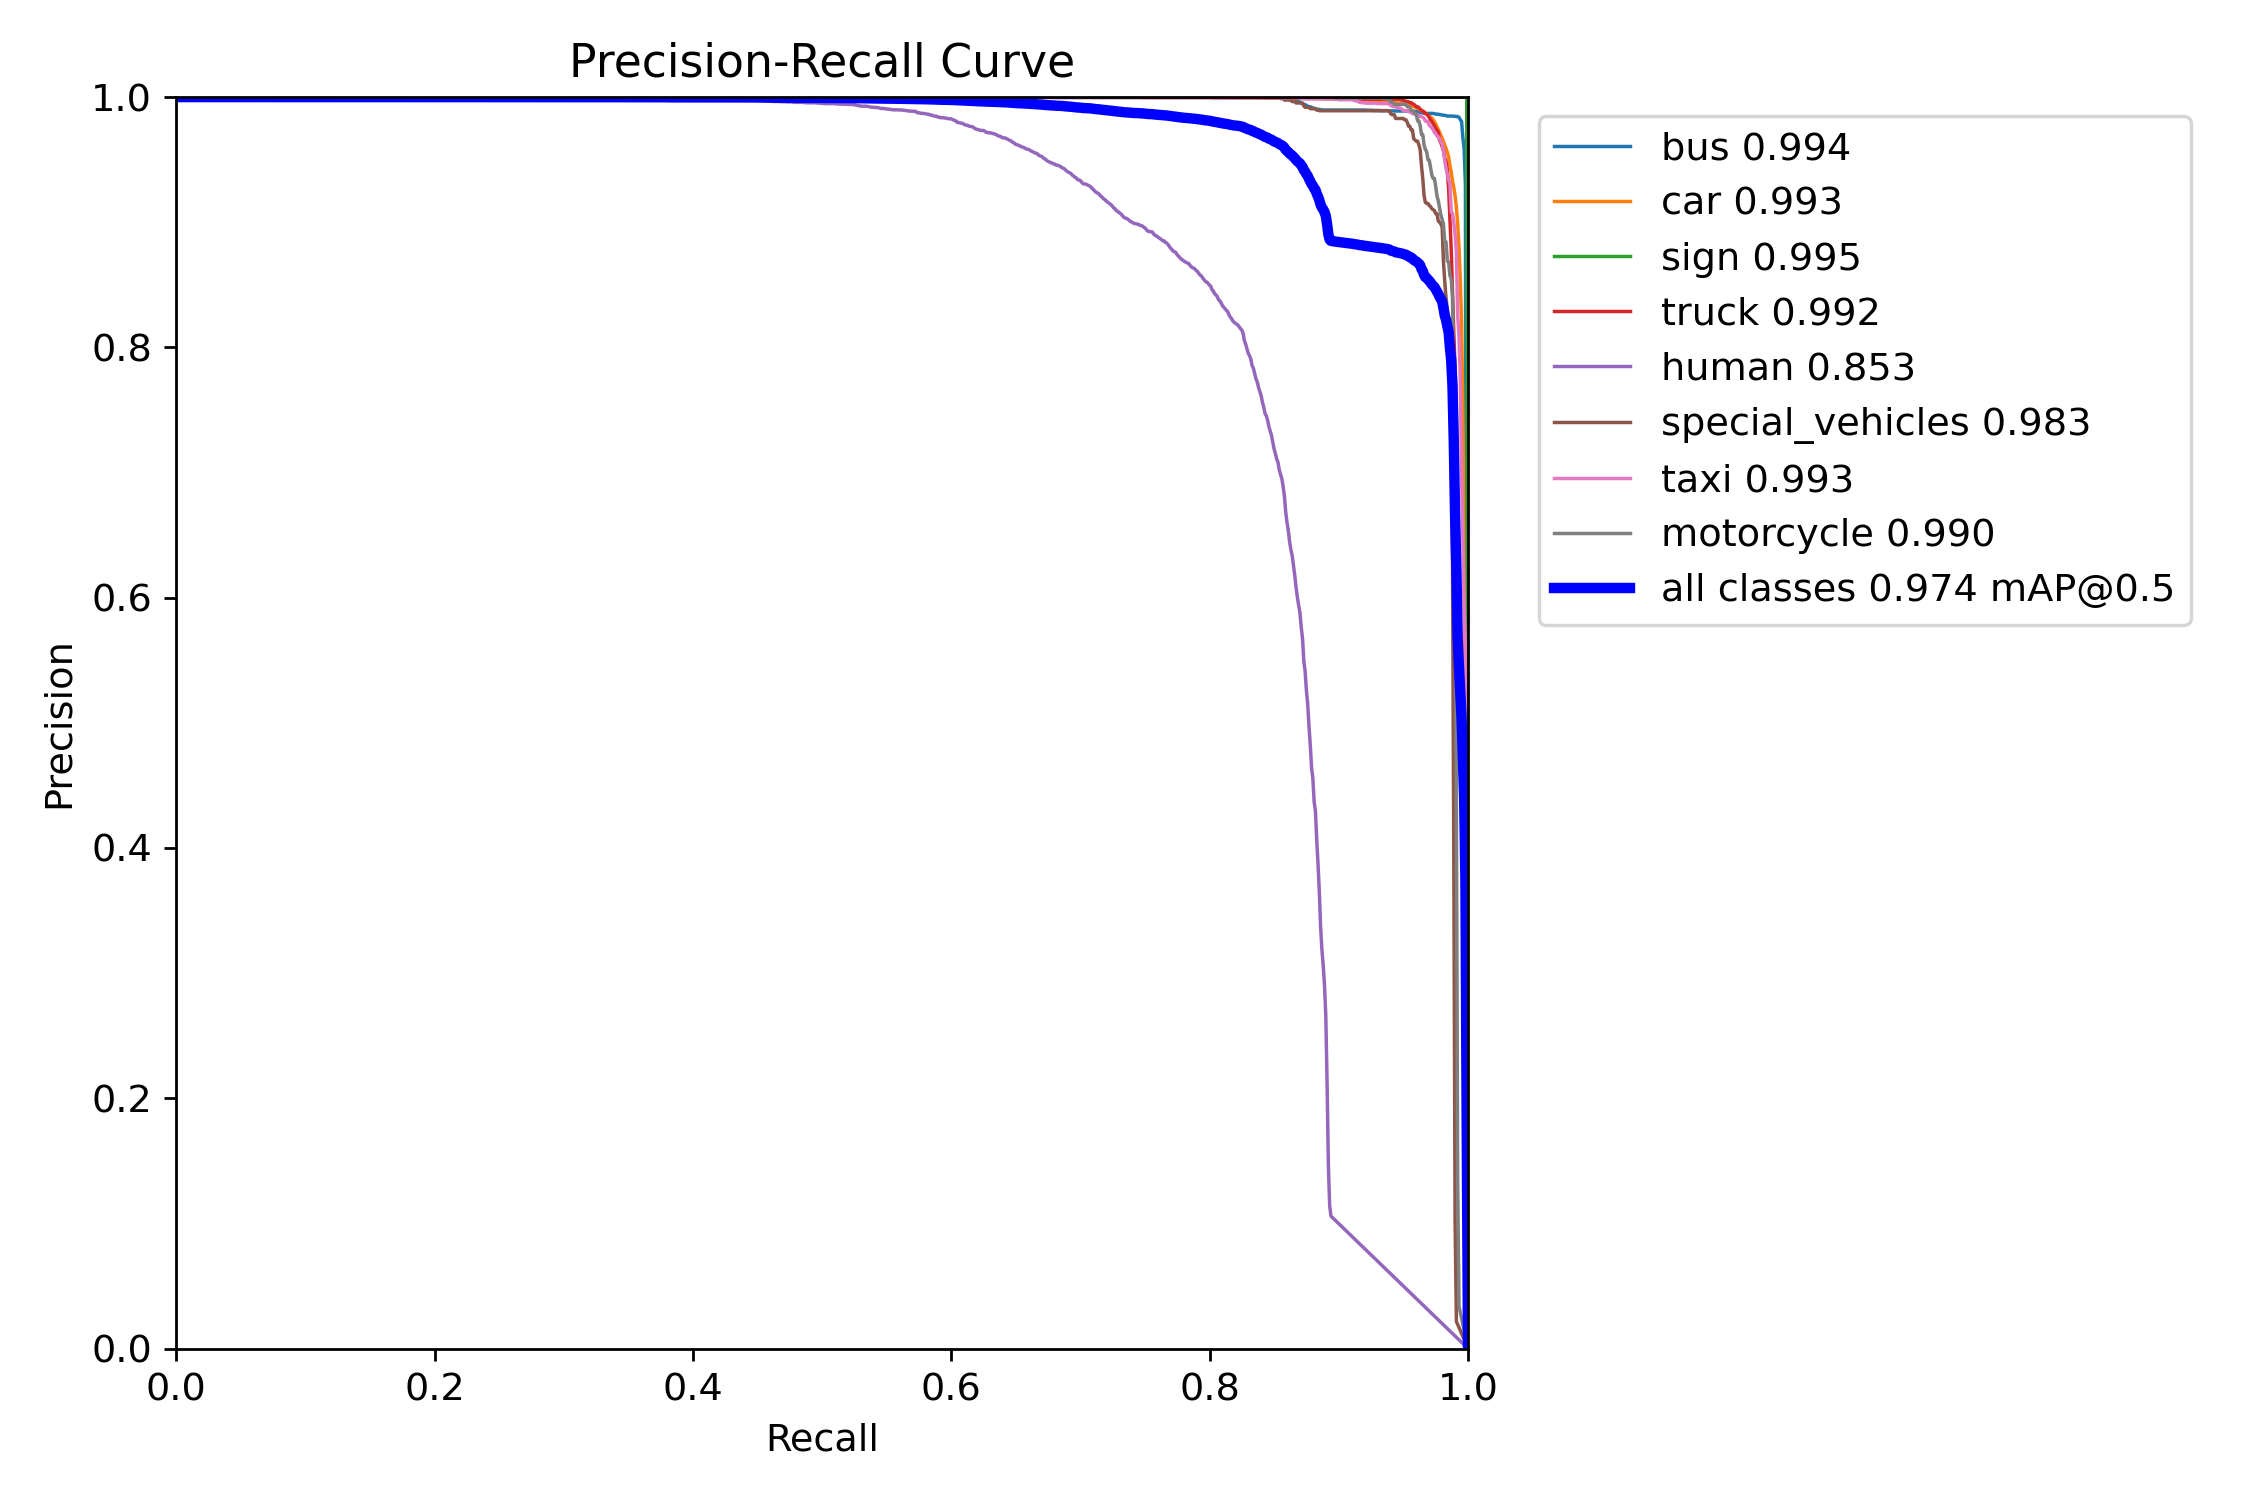 Precision-Recall Curve
1.0
0.8
0.6
0.4
0.2
0.0
Precision
0.0 0.2 0.4 0.6 0.8 1.0
Recall
bus 0.994
car 0.993
sign 0.995
truck 0.992
human 0.853
special_vehicles 0.983
taxi 0.993
motorcycle 0.990
all classes 0.974 mAP@0.5